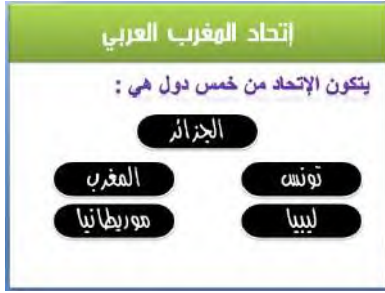 إتحاد المغرب العربي
يتكون الإتحاد من خمس دول هي :
الجزائر
تونس المغرب
ليبيا موريطانيا